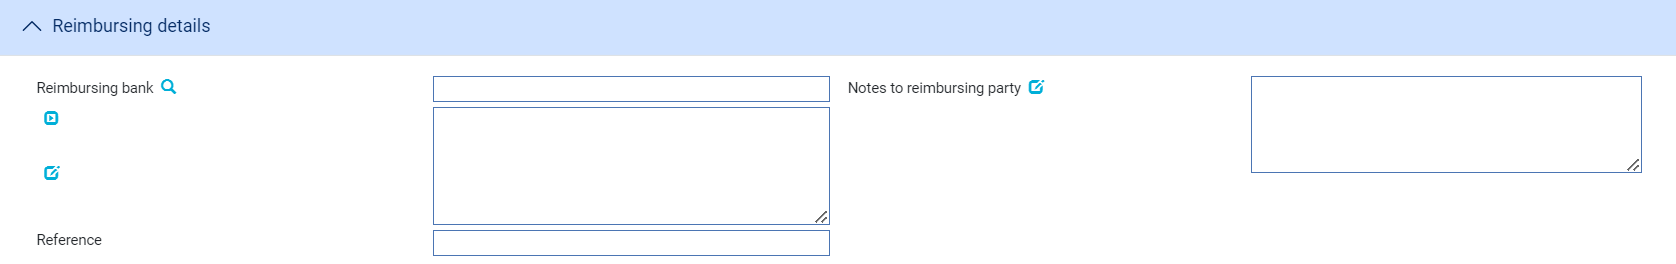 Reimbursing details
Reimbursing bank
Notes to reimbursing party
Reference